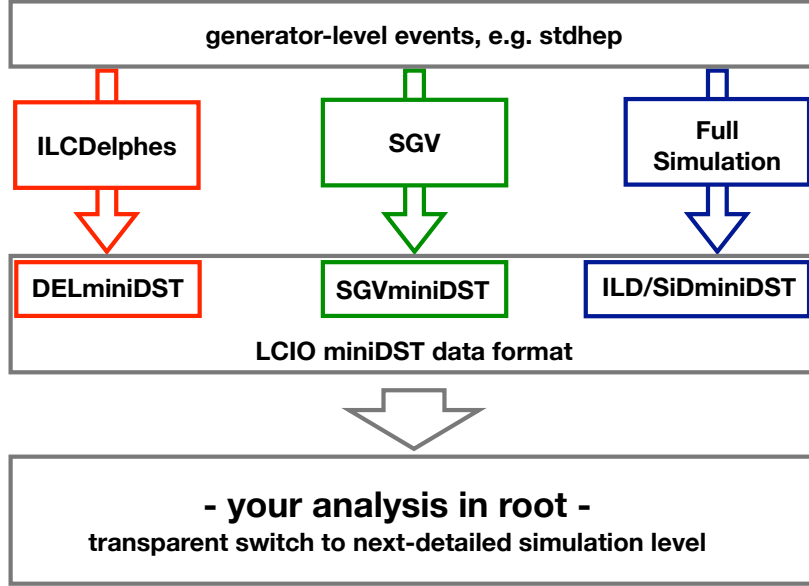 generator-level events, e.g. stdhep
ILCDelphes
SGV
Full
Simulation
DELminiDST
SGVminiDST
ILD/SiDminiDST
LCIO miniDST data format
- your analysis in root -
transparent switch to next-detailed simulation level